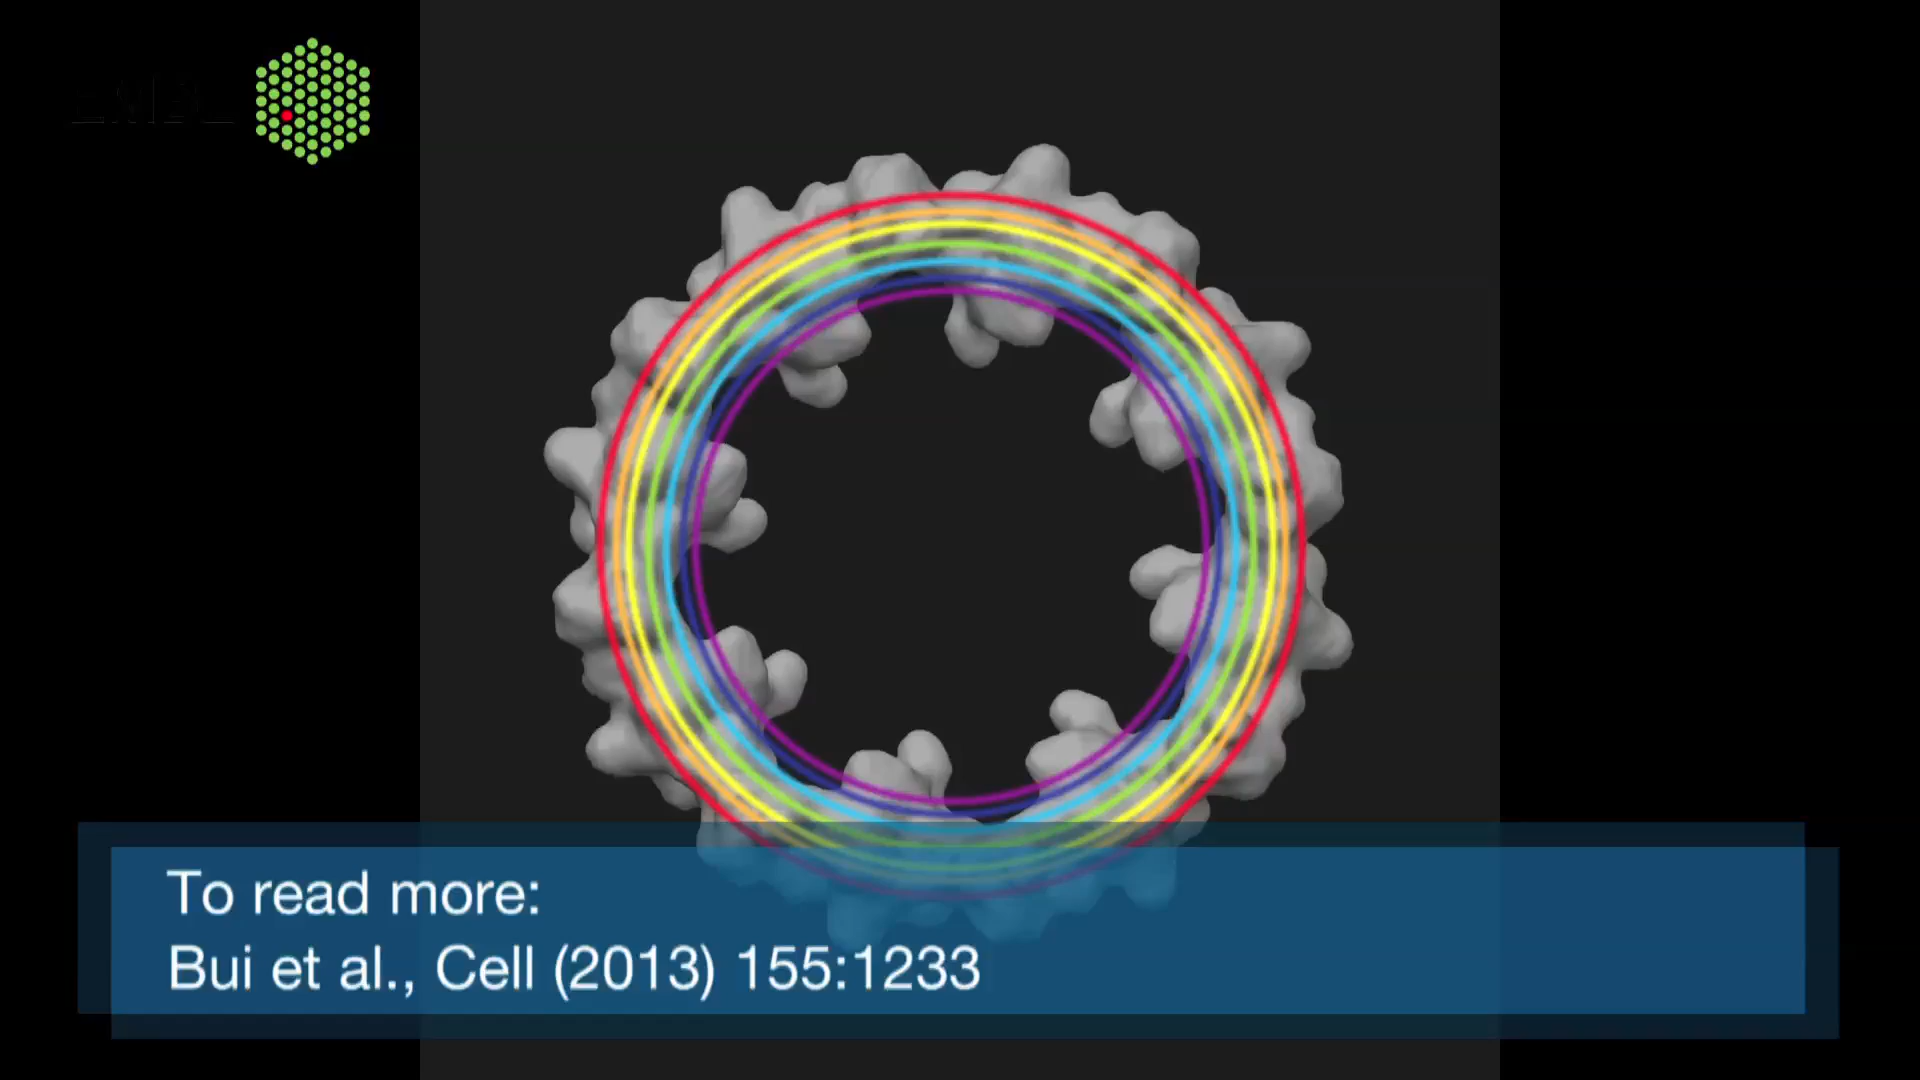 To read more:
Bui et al., Cell (2013) 155:1233